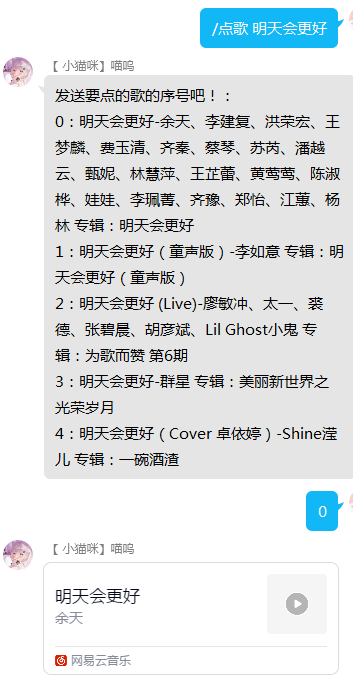 /点歌 明天会更好
【 小猫咪】喵呜
发送要点的歌的序号吧！：
0：明天会更好-余天、李建复、洪荣宏、王
梦麟、费玉清、齐秦、蔡琴、苏芮、潘越
云、甄妮、林慧萍、王芷蕾、黄莺莺、陈淑
桦、娃娃、李珮菁、齐豫、郑怡、江蕙、杨
林 专辑：明天会更好
1：明天会更好（童声版）-李如意 专辑：明
天会更好（童声版）
2：明天会更好 (Live)-廖敏冲、太一、裘
德、张碧晨、胡彦斌、Lil Ghost小鬼 专
辑：为歌而赞 第6期
3：明天会更好-群星 专辑：美丽新世界之
光荣岁月
4：明天会更好（Cover 卓依婷）-Shine滢
儿 专辑：一碗酒渣
0
【 小猫咪】喵呜
明天会更好
余天
网易云音乐